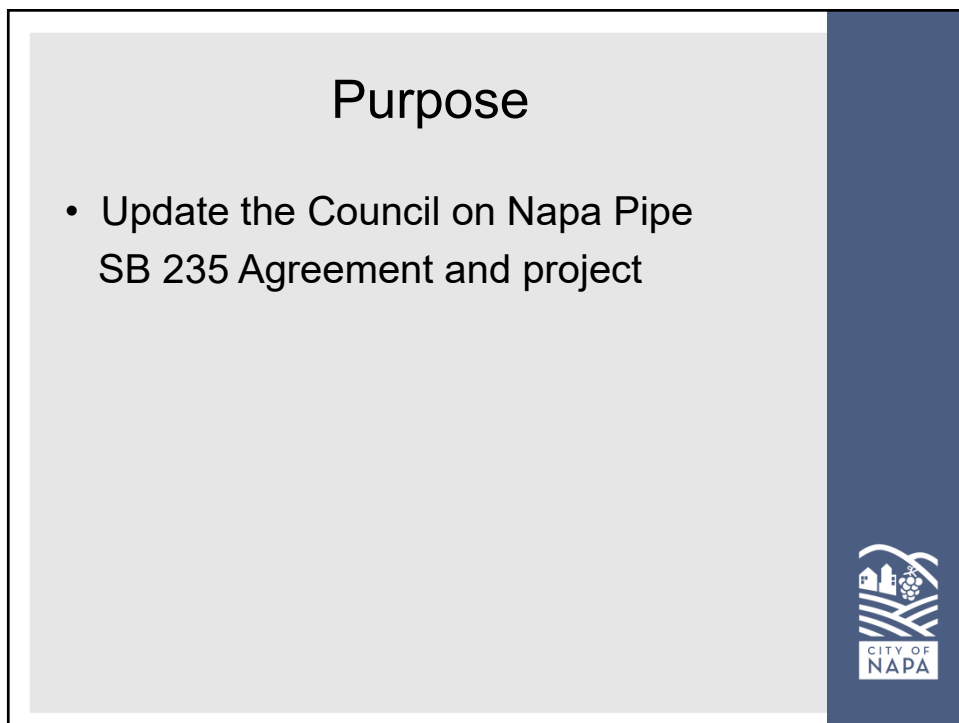 Purpose
• Update the Council on Napa Pipe
SB 235 Agreement and project
CITY OF
NAPA